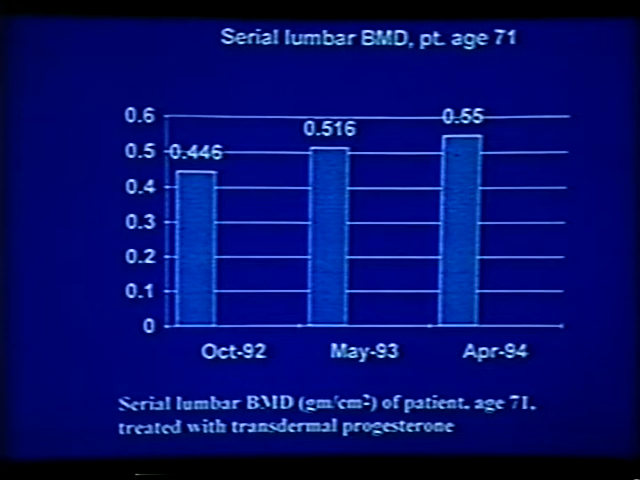 Serial lumbar BMD, pt. age 71
0.6
0.5
0.4
0.3
0.2
0.1
0
0.446
0.516
0.55
Oct-92
May-93
Apr-94
Serial lumbar BMD (gm/cm²) of patient, age 71,
treated with transdermal progesterone